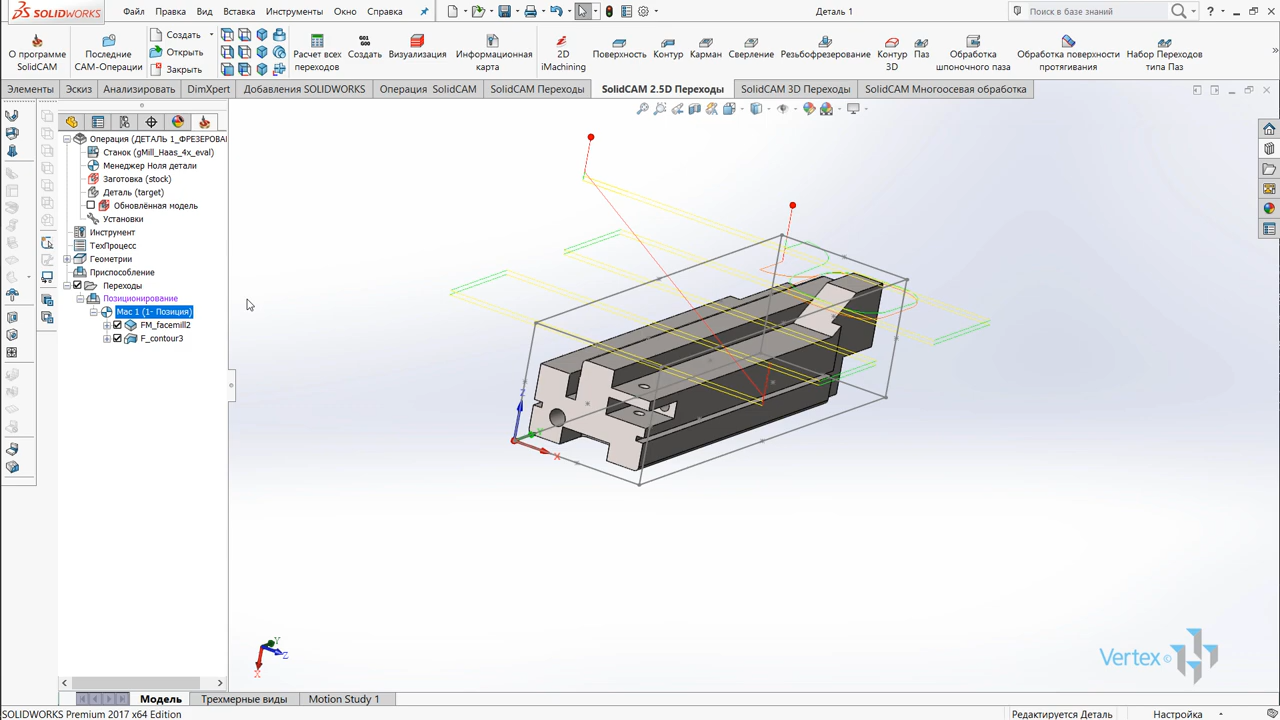 SOLIDWORKS
Файл Правка Вид Вставка Инструменты Окно Справка
Деталь 1
Поиск в базе знаний
О программе SolidCAM
Последние CAM-Операции
Создать
Открыть
Закрыть
Расчет всех переходов
G01
G00
Создать
Визуализация
Информационная карта
2D iMachining
Поверхность
Контур
Карман
Сверление
Резьбофрезерование
Контур 3D
Паз
Обработка шпоночного паза
Обработка поверхности протягивания
Набор Переходов типа Паз
Элементы Эскиз Анализировать DimXpert Добавления SOLIDWORKS Операция SolidCAM SolidCAM Переходы SolidCAM 2.5D Переходы SolidCAM 3D Переходы SolidCAM Многоосевая обработка
Операция (ДЕТАЛЬ 1_ФРЕЗЕРОВА
Станок (gMill_Haas_4x_eval)
Менеджер Ноля детали
Заготовка (stock)
Деталь (target)
Обновлённая модель
Установки
Инструмент
ТехПроцесс
Геометрии
Приспособление
Переходы
Позиционирование
Mac 1 (1- Позиция)
FM_facemill2
F_contour3
Z
Y
X
Y
Z
X
Vertex ©
Модель Трехмерные виды Motion Study 1
SOLIDWORKS Premium 2017 x64 Edition
Редактируется Деталь
Настройка